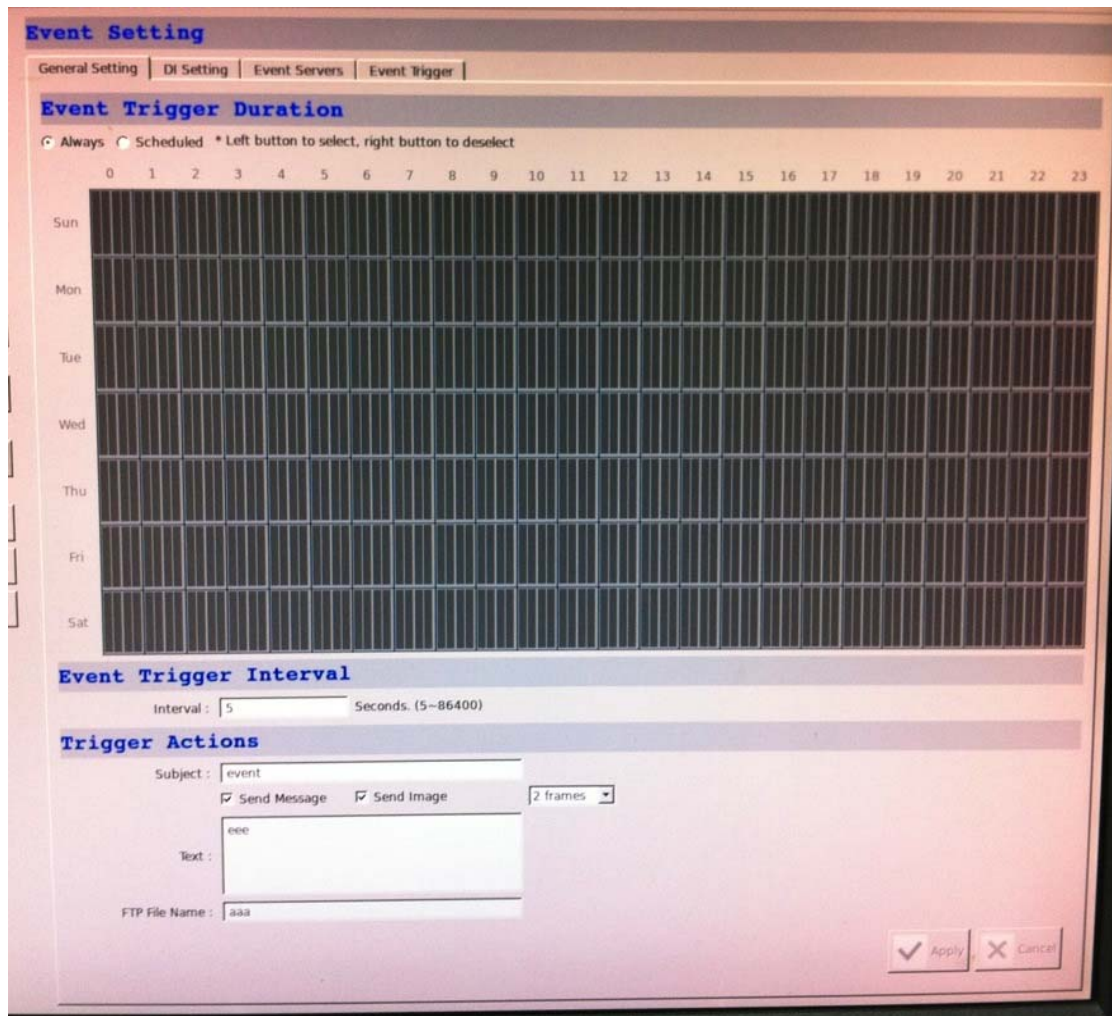 Event Setting
General Setting DI Setting Event Servers Event Trigger
Event Trigger Duration
Always Scheduled * Left button to select, right button to deselect
0 1 2 3 4 5 6 7 8 9 10 11 12 13 14 15 16 17 18 19 20 21 22 23
Sun
Mon
Tue
Wed
Thu
Fri
Sat
Event Trigger Interval
Interval : 5 Seconds. (5~86400)
Trigger Actions
Subject : event
Send Message Send Image 2 frames
eee
Text :
FTP File Name : aaa
Apply Cancel